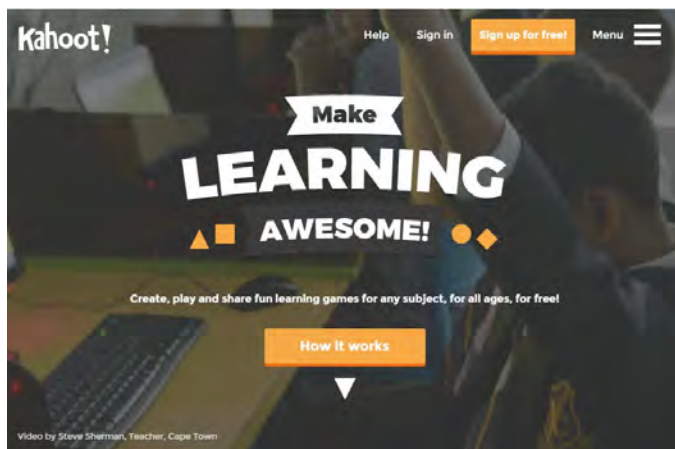 Kahoot!
Help Sign in Sign up for free! Menu
Make
LEARNING
AWESOME!
Create, play and share fun learning games for any subject, for all ages, for free!
How it works
Video by Steve Sherman, Teacher, Cape Town